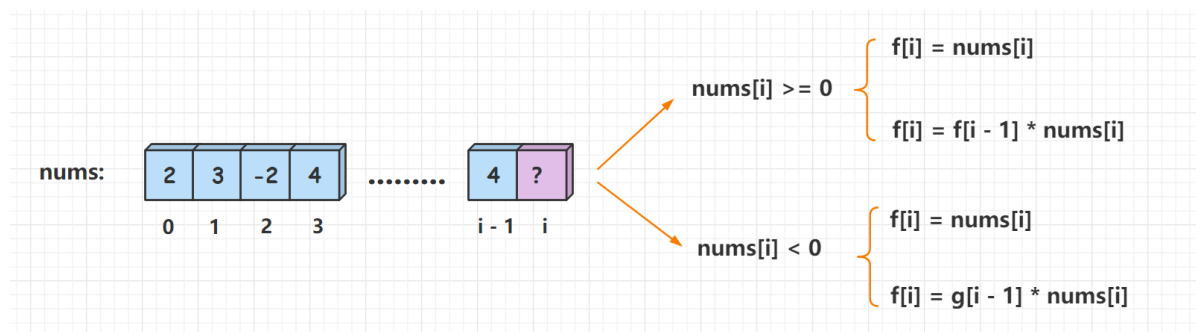 f[i] = nums[i]
nums[i] >= 0
f[i] = f[i - 1] * nums[i]
nums: 2 3 -2 4 ......... 4 ?
0 1 2 3 i - 1 i
f[i] = nums[i]
nums[i] < 0
f[i] = g[i - 1] * nums[i]